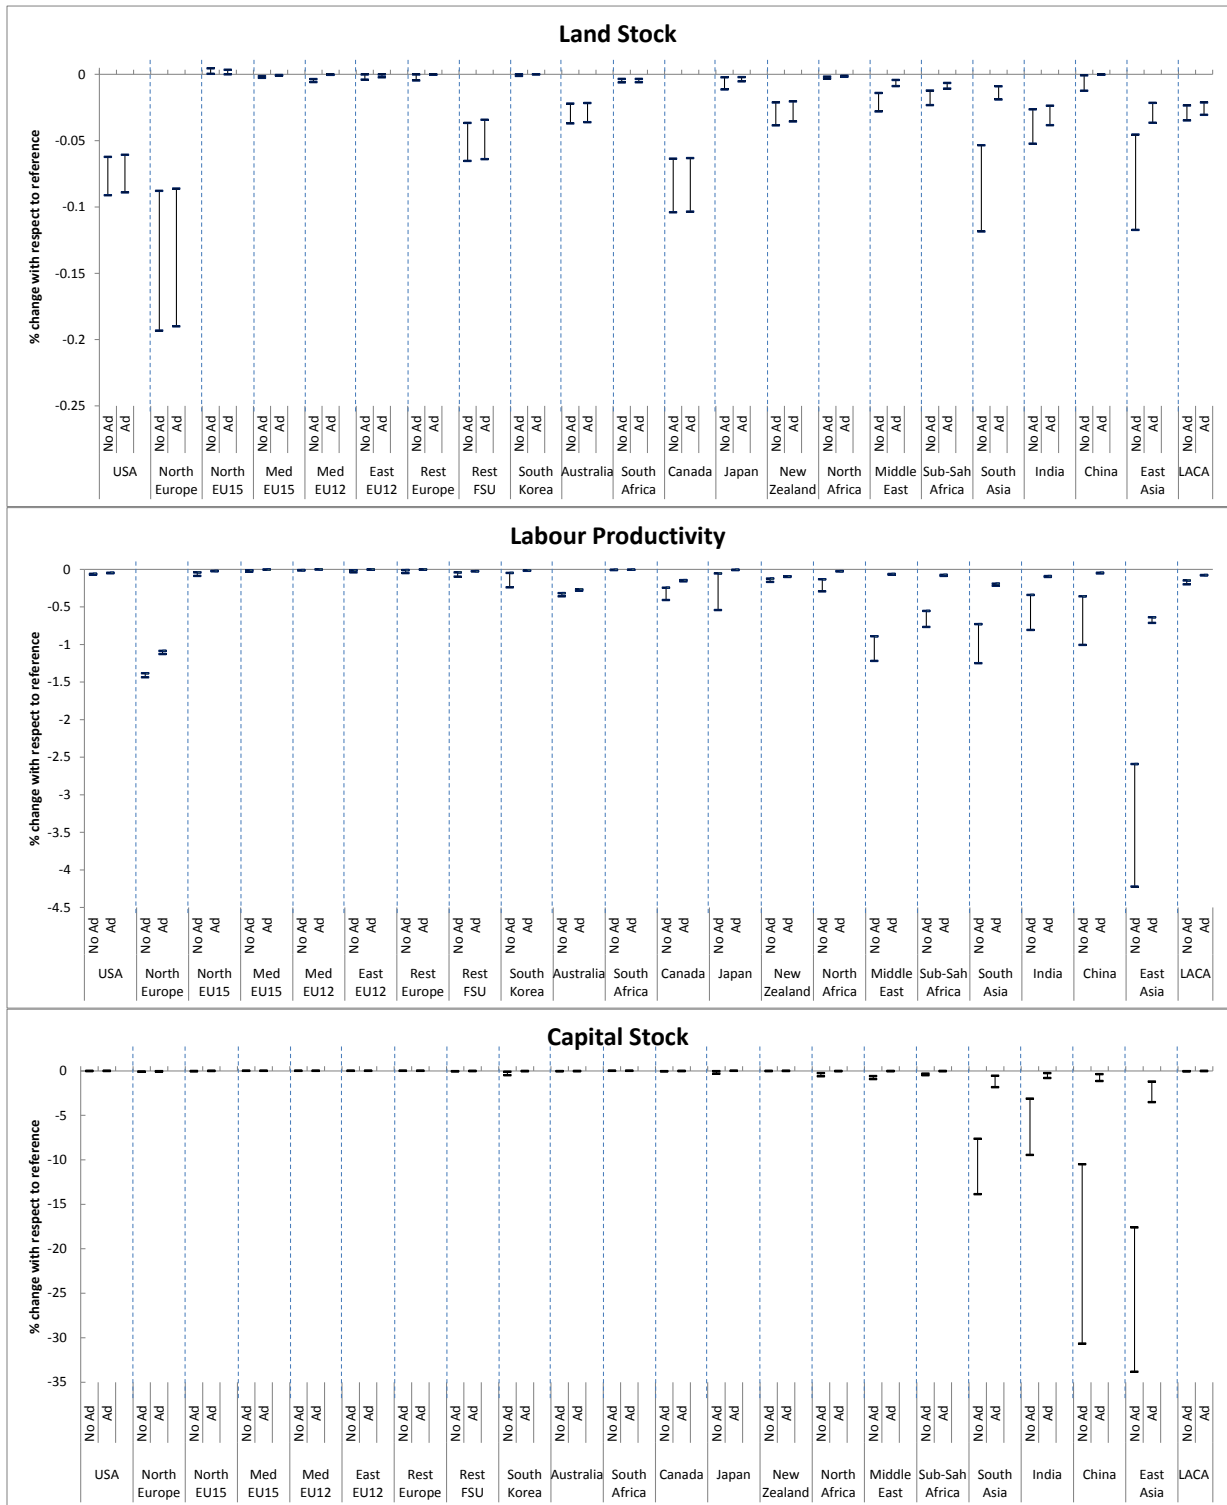 Land Stock
% change with respect to reference
0
-0.05
-0.1
-0.15
-0.2
-0.25
No Ad Ad No Ad Ad No Ad Ad No Ad Ad No Ad Ad No Ad Ad No Ad Ad No Ad Ad No Ad Ad No Ad Ad No Ad Ad No Ad Ad No Ad Ad No Ad Ad No Ad Ad No Ad Ad No Ad Ad No Ad Ad No Ad Ad No Ad Ad No Ad Ad No Ad Ad
USA North North Med Med East Rest Rest South Australia South Canada Japan New North Middle Sub-Sah South India China East LACA
Europe EU15 EU15 EU12 EU12 Europe FSU Korea Africa Zealand Africa East Africa Asia Asia
Labour Productivity
% change with respect to reference
0
-0.5
-1
-1.5
-2
-2.5
-3
-3.5
-4
-4.5
No Ad Ad No Ad Ad No Ad Ad No Ad Ad No Ad Ad No Ad Ad No Ad Ad No Ad Ad No Ad Ad No Ad Ad No Ad Ad No Ad Ad No Ad Ad No Ad Ad No Ad Ad No Ad Ad No Ad Ad No Ad Ad No Ad Ad No Ad Ad No Ad Ad No Ad Ad
USA North North Med Med East Rest Rest South Australia South Canada Japan New North Middle Sub-Sah South India China East LACA
Europe EU15 EU15 EU12 EU12 Europe FSU Korea Africa Zealand Africa East Africa Asia Asia
Capital Stock
% change with respect to reference
0
-5
-10
-15
-20
-25
-30
-35
No Ad Ad No Ad Ad No Ad Ad No Ad Ad No Ad Ad No Ad Ad No Ad Ad No Ad Ad No Ad Ad No Ad Ad No Ad Ad No Ad Ad No Ad Ad No Ad Ad No Ad Ad No Ad Ad No Ad Ad No Ad Ad No Ad Ad No Ad Ad No Ad Ad No Ad Ad
USA North North Med Med East Rest Rest South Australia South Canada Japan New North Middle Sub-Sah South India China East LACA
Europe EU15 EU15 EU12 EU12 Europe FSU Korea Africa Zealand Africa East Africa Asia Asia